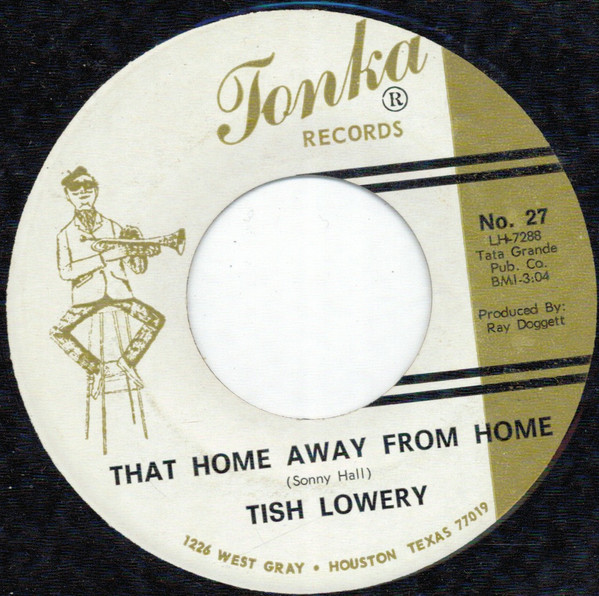 Tonka
®
RECORDS
No. 27
LH-7288
Tata Grande
Pub. Co.
BMI-3:04
Produced By:
Ray Doggett
THAT HOME AWAY FROM HOME
(Sonny Hall)
TISH LOWERY
1226 WEST GRAY • HOUSTON TEXAS 77019